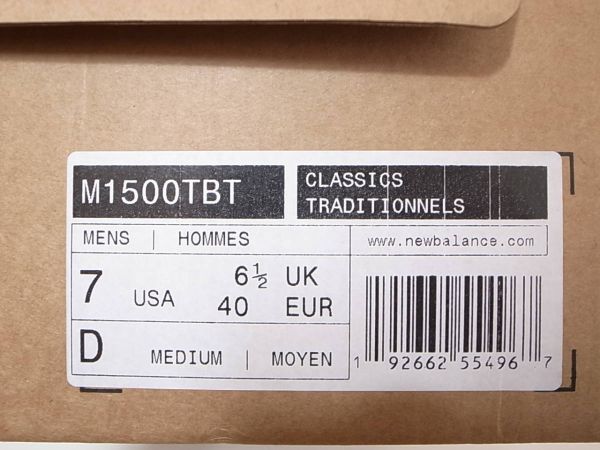 M1500TBT
CLASSICS
TRADITIONNELS
MENS | HOMMES
www.newbalance.com
7 USA
6½ UK
40 EUR
D MEDIUM | MOYEN
1 92662 55496 7